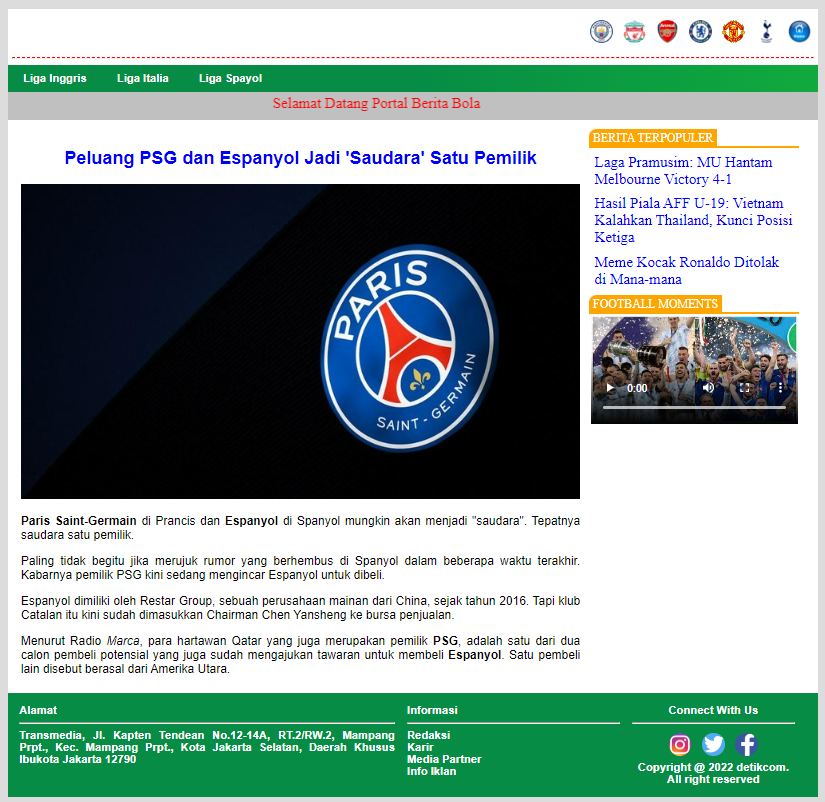 Liga Inggris Liga Italia Liga Spayol
Selamat Datang Portal Berita Bola
Peluang PSG dan Espanyol Jadi 'Saudara' Satu Pemilik
PARIS
SAINT-GERMAIN
Paris Saint-Germain di Prancis dan Espanyol di Spanyol mungkin akan menjadi "saudara". Tepatnya
saudara satu pemilik.
Paling tidak begitu jika merujuk rumor yang berhembus di Spanyol dalam beberapa waktu terakhir.
Kabarnya pemilik PSG kini sedang mengincar Espanyol untuk dibeli.
Espanyol dimiliki oleh Restar Group, sebuah perusahaan mainan dari China, sejak tahun 2016. Tapi klub
Catalan itu kini sudah dimasukkan Chairman Chen Yansheng ke bursa penjualan.
Menurut Radio Marca, para hartawan Qatar yang juga merupakan pemilik PSG, adalah satu dari dua
calon pembeli potensial yang juga sudah mengajukan tawaran untuk membeli Espanyol. Satu pembeli
lain disebut berasal dari Amerika Utara.
BERITA TERPOPULER
Laga Pramusim: MU Hantam
Melbourne Victory 4-1
Hasil Piala AFF U-19: Vietnam
Kalahkan Thailand, Kunci Posisi
Ketiga
Meme Kocak Ronaldo Ditolak
di Mana-mana
FOOTBALL MOMENTS
0:00
Alamat
Transmedia, Jl. Kapten Tendean No.12-14A, RT.2/RW.2, Mampang
Prpt., Kec. Mampang Prpt., Kota Jakarta Selatan, Daerah Khusus
Ibukota Jakarta 12790
Informasi
Redaksi
Karir
Media Partner
Info Iklan
Connect With Us
Copyright @ 2022 detikcom.
All right reserved